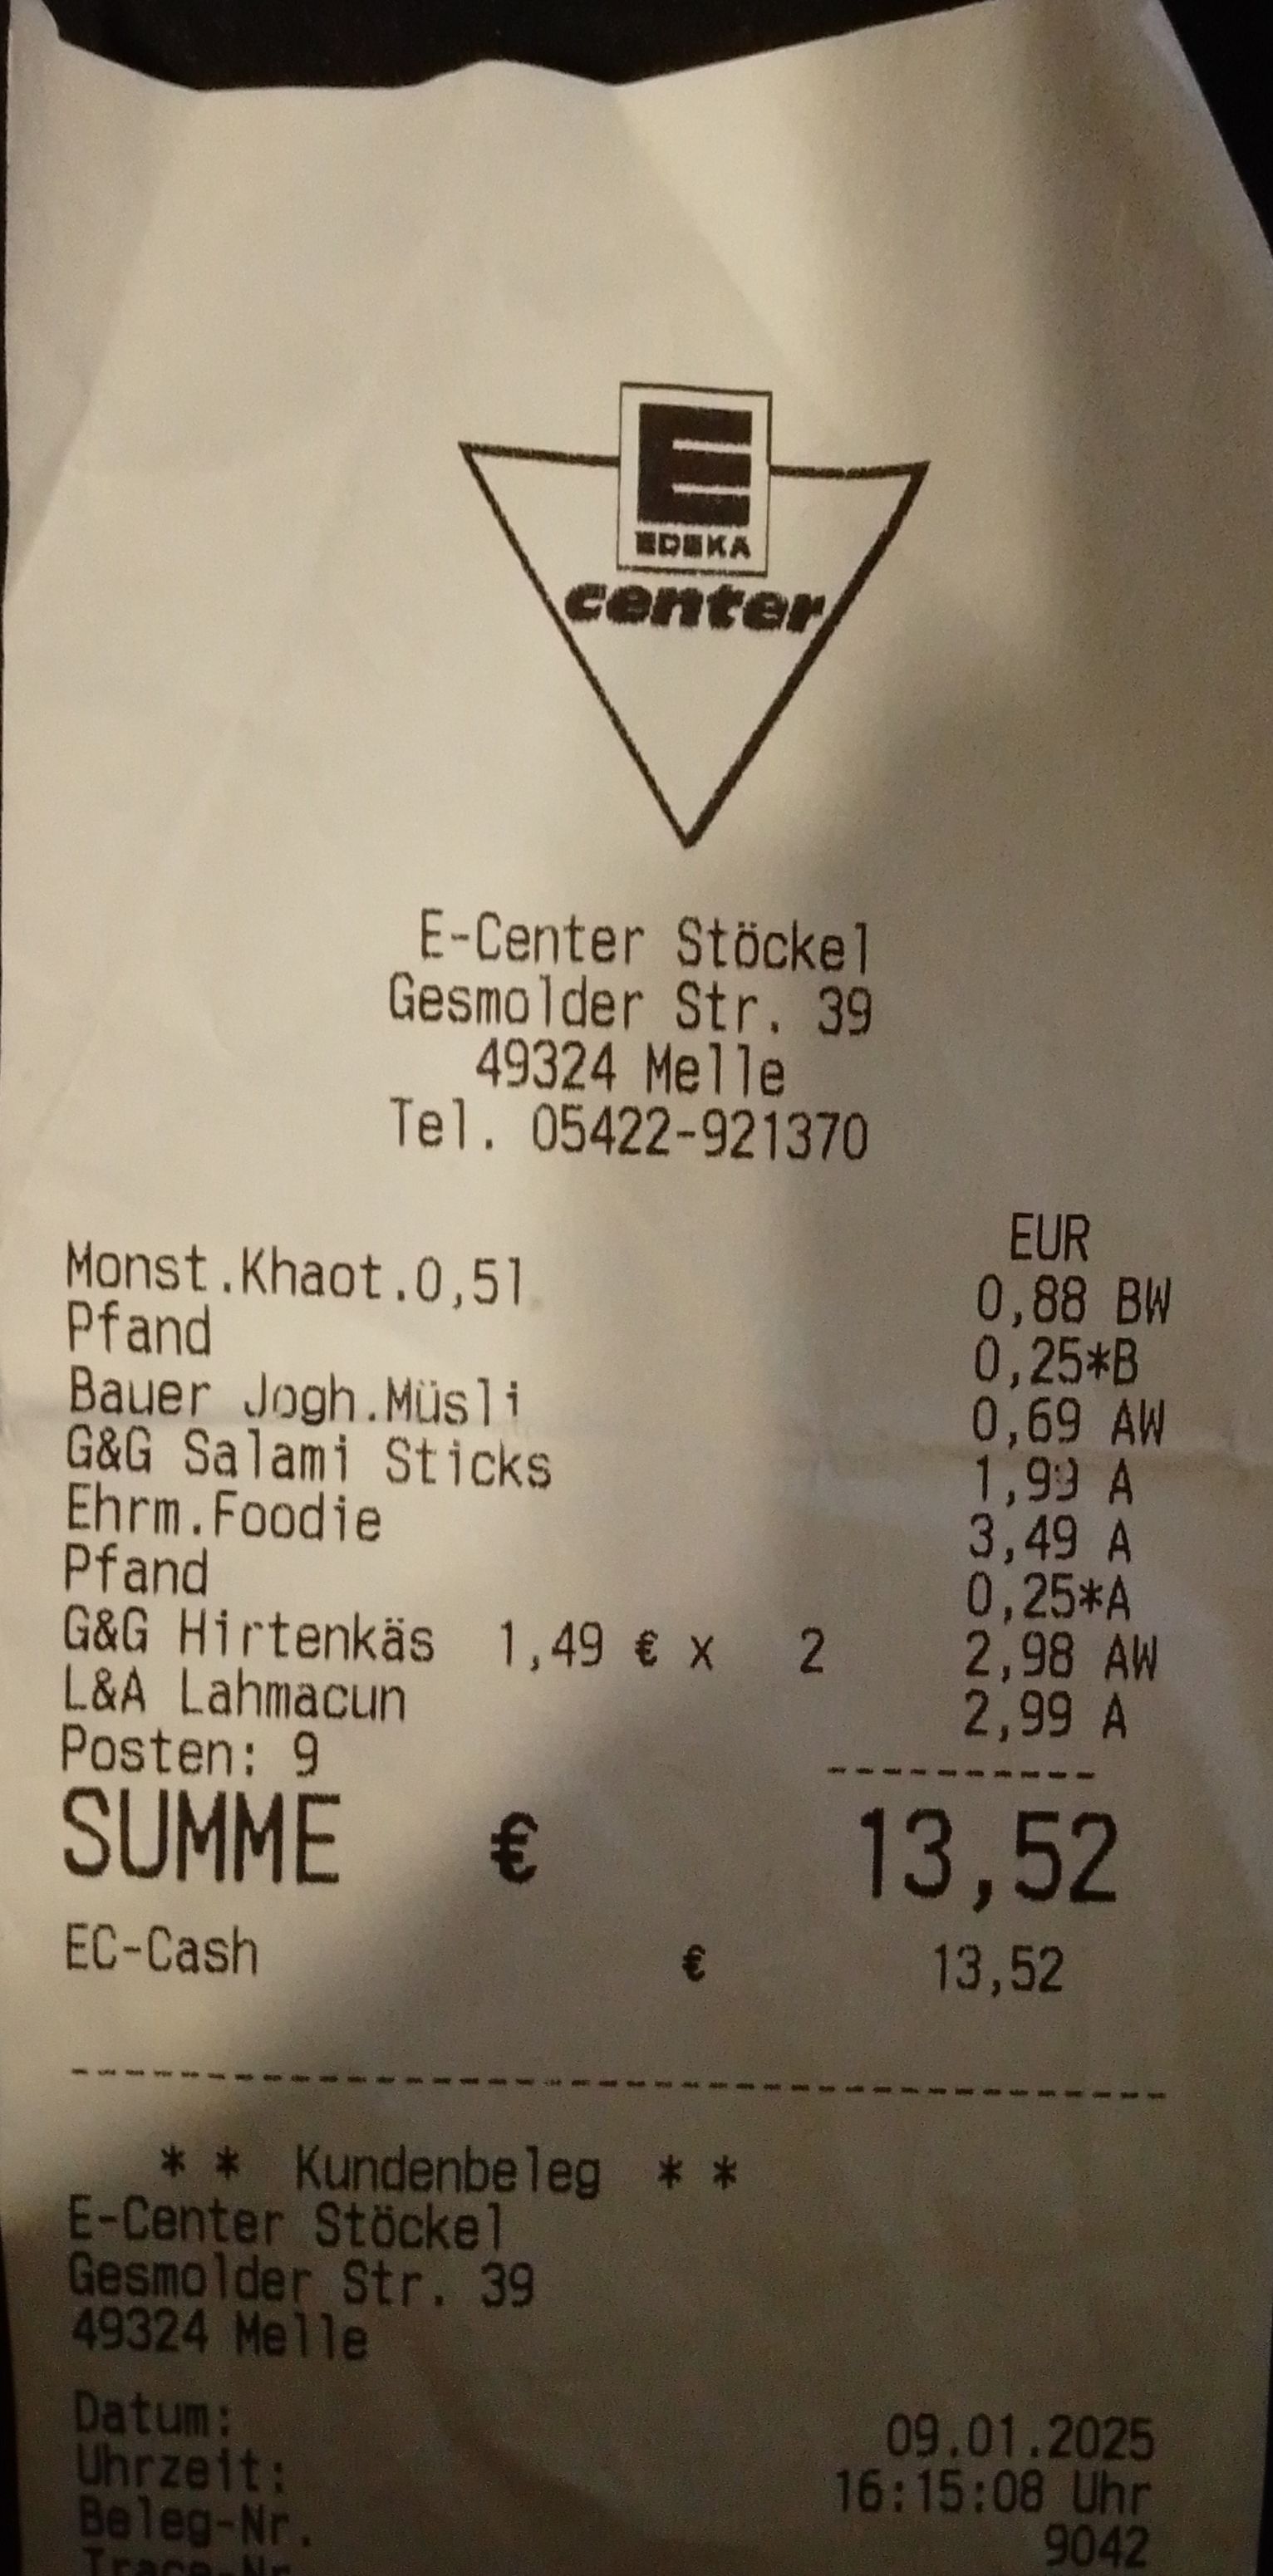 E
EDEKA
center
E-Center Stöckel
Gesmolder Str. 39
49324 Melle
Tel. 05422-921370
EUR
Monst.Khaot.0,5l 0,88 BW
Pfand 0,25*B
Bauer Jogh.Müsli 0,69 AW
G&G Salami Sticks 1,99 A
Ehrm.Foodie 3,49 A
Pfand 0,25*A
G&G Hirtenkäs 1,49 € x 2 2,98 AW
L&A Lahmacun 2,99 A
Posten: 9
----------
SUMME € 13,52
EC-Cash € 13,52
----------------------------------------
* * Kundenbeleg * *
E-Center Stöckel
Gesmolder Str. 39
49324 Melle
Datum: 09.01.2025
Uhrzeit: 16:15:08 Uhr
Beleg-Nr. 9042
Trace-Nr